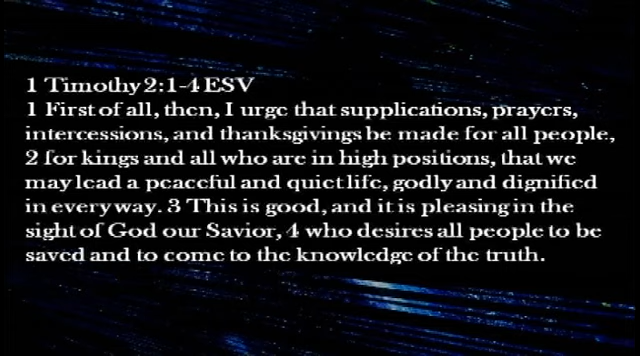 1 Timothy 2:1-4 ESV
1 First of all, then, I urge that supplications, prayers,
intercessions, and thanksgivings be made for all people,
2 for kings and all who are in high positions, that we
may lead a peaceful and quiet life, godly and dignified
in every way. 3 This is good, and it is pleasing in the
sight of God our Savior, 4 who desires all people to be
saved and to come to the knowledge of the truth.